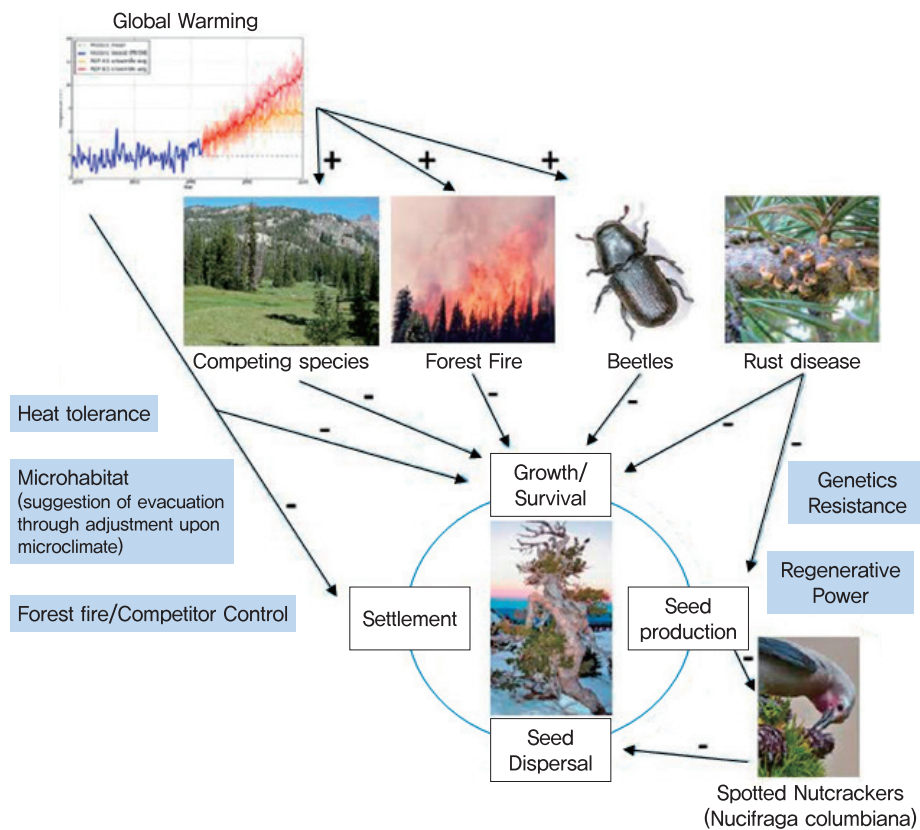 Global Warming
+
+
+
Competing species
Forest Fire
Beetles
Rust disease
-
-
-
-
-
-
-
Heat tolerance
Microhabitat
(suggestion of evacuation
through adjustment upon
microclimate)
Forest fire/Competitor Control
Growth/
Survival
Genetics
Resistance
Regenerative
Power
Settlement
Seed
production
-
Seed
Dispersal
-
Spotted Nutcrackers
(Nucifraga columbiana)